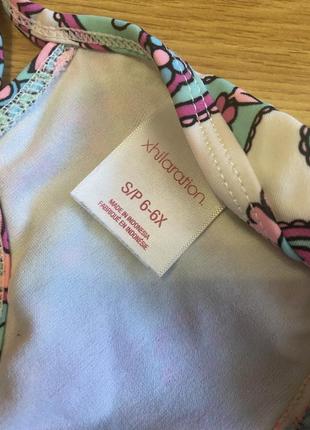 xhilaration.
S/P 6-6X
MADE IN INDONESIA
FABRIQUÉ EN INDONÉSIE